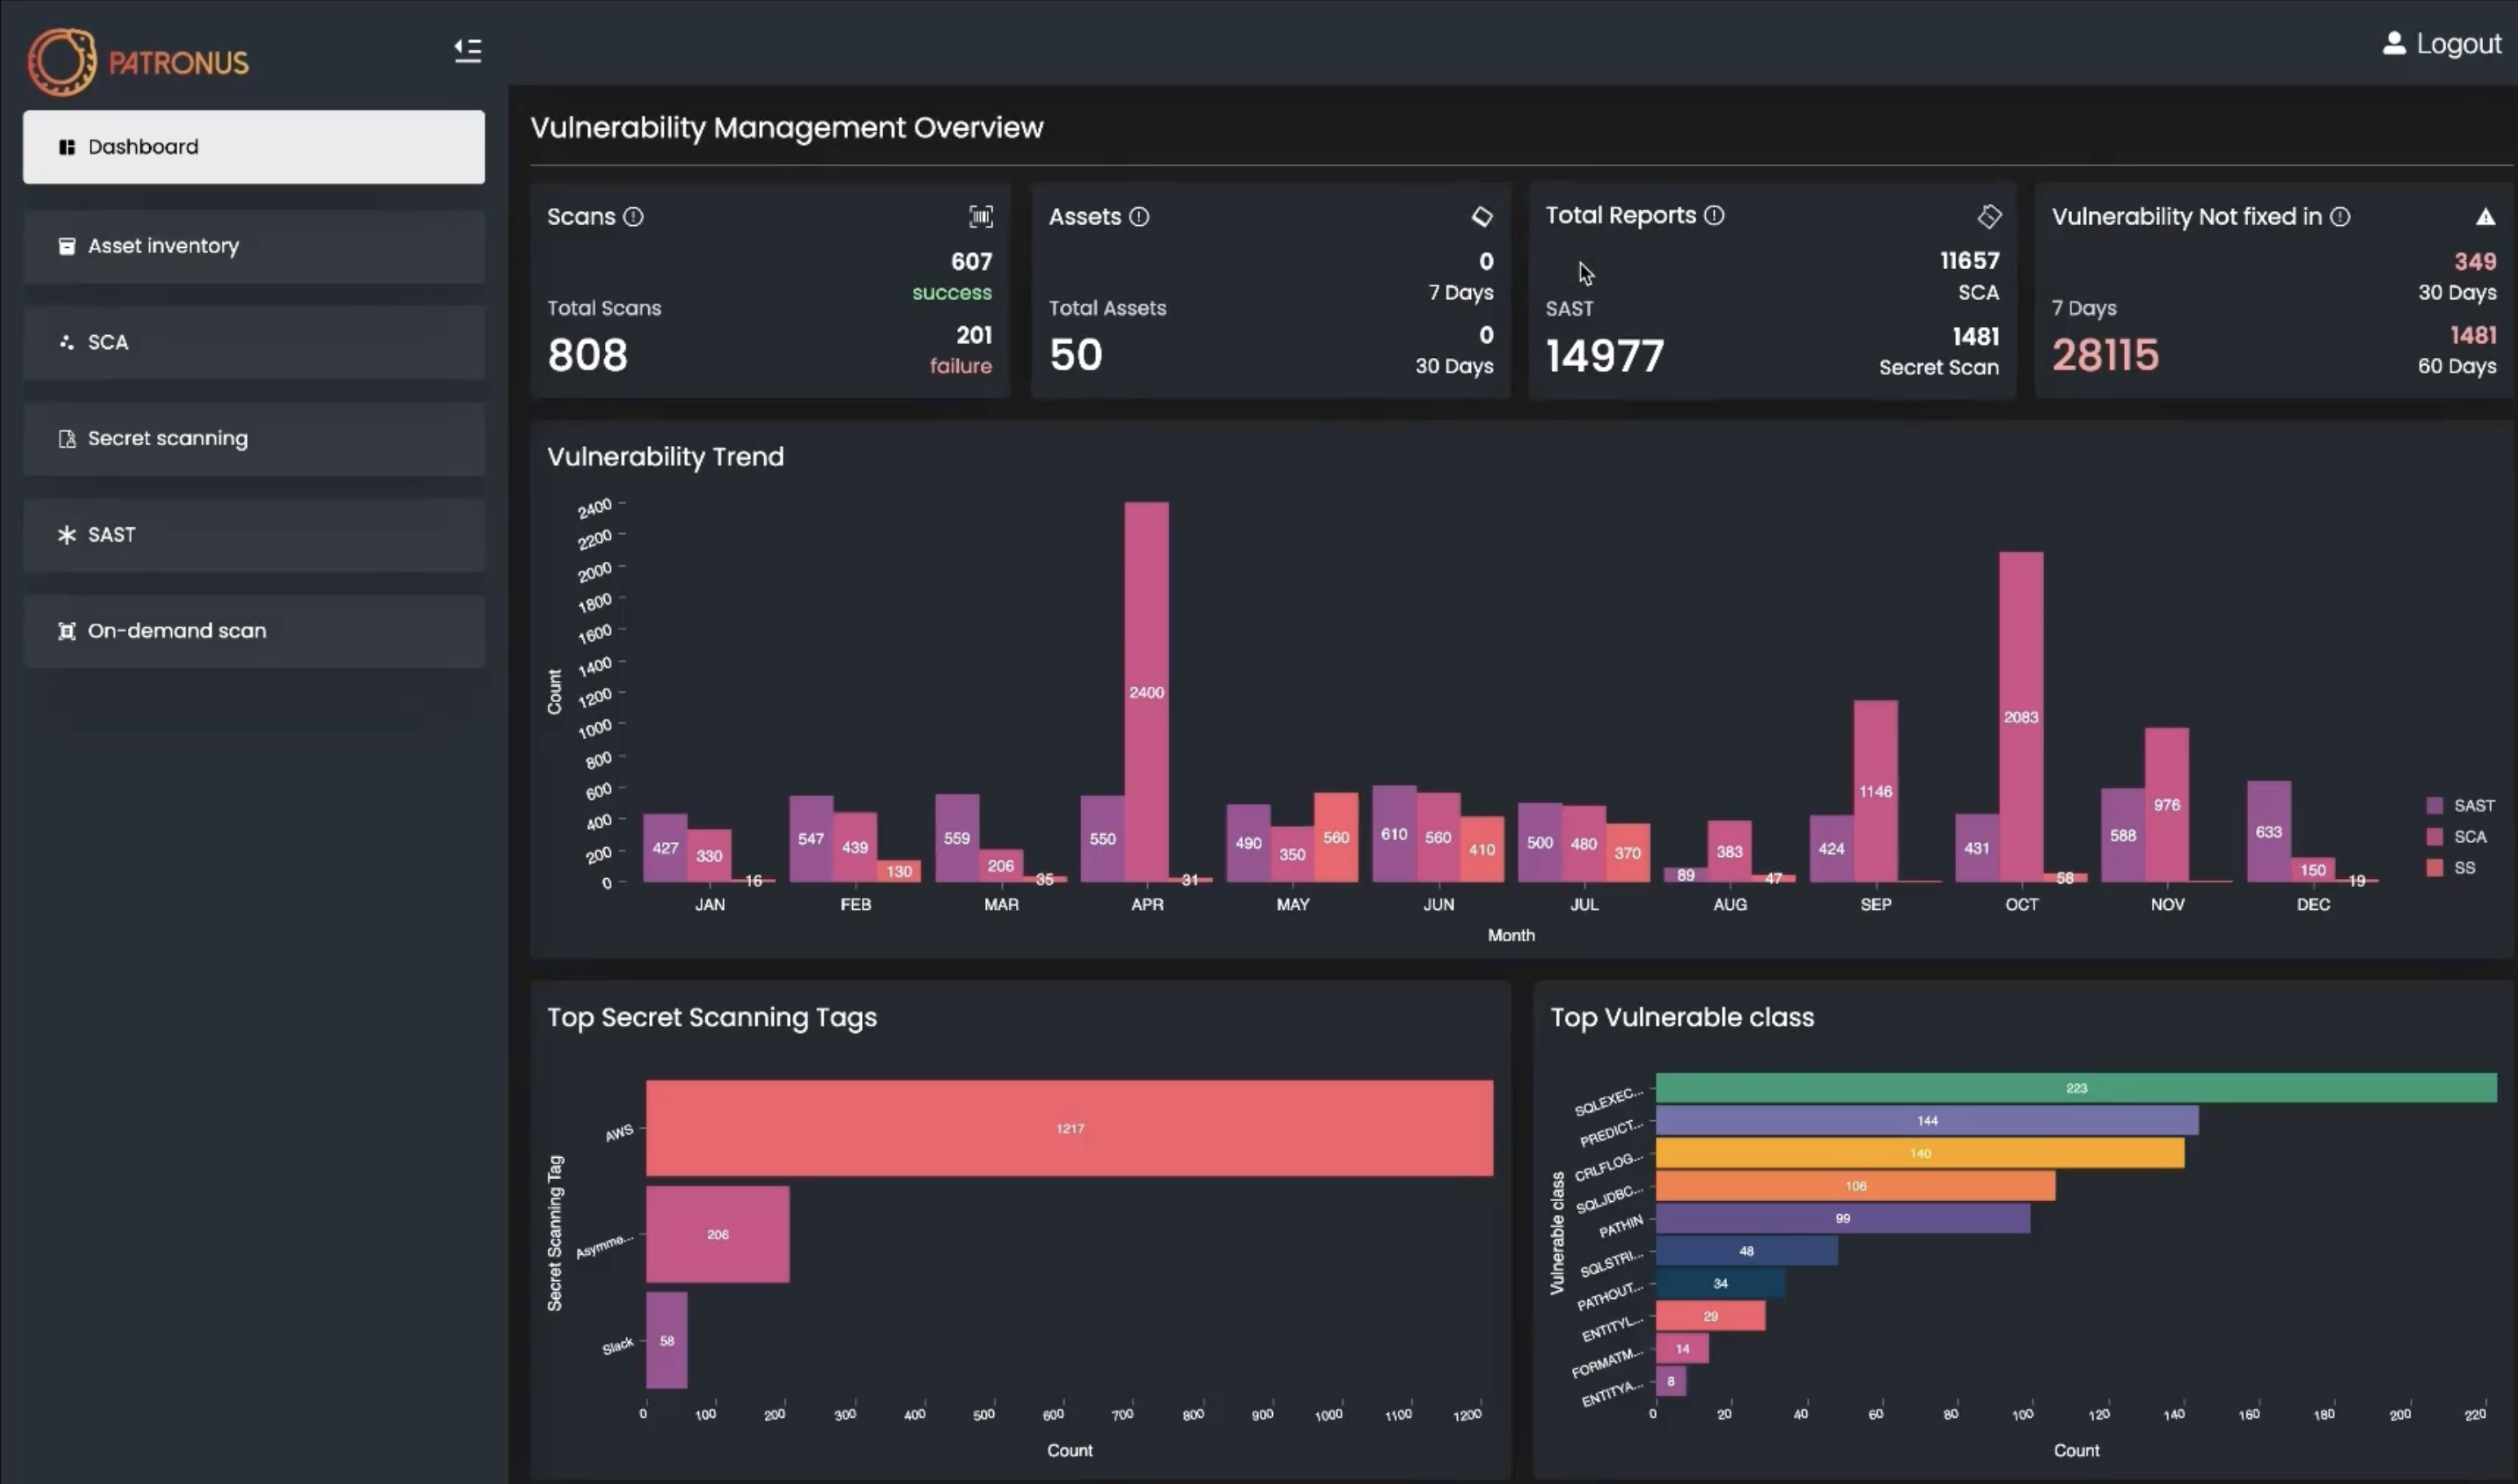 PATRONUS
Logout
Dashboard
Asset inventory
SCA
Secret scanning
SAST
On-demand scan
Vulnerability Management Overview
Scans
607
success
Total Scans
201
808
failure
Assets
0
7 Days
Total Assets
0
50
30 Days
Total Reports
11657
SCA
SAST
1481
14977
Secret Scan
Vulnerability Not fixed in
349
30 Days
7 Days
1481
28115
60 Days
Vulnerability Trend
2400
2200
2000
1800
1600
1400
1200
1000
800
600
400
200
0
Count
427 330 16
547 439 130
559 206 35
550 2400 31
490 350 560
610 560 410
500 480 370
89 383 47
424 1146
431 2083 58
588 976
633 150 19
JAN FEB MAR APR MAY JUN JUL AUG SEP OCT NOV DEC
Month
SAST
SCA
SS
Top Secret Scanning Tags
Secret Scanning Tag
AWS 1217
Asymme... 206
Slack 58
0 100 200 300 400 500 600 700 800 900 1000 1100 1200
Count
Top Vulnerable class
Vulnerable class
SQLEXEC... 223
PREDICT... 144
CRLFLOG... 140
SQLJDBC... 106
PATHIN 99
SQLSTRI... 48
PATHOUT... 34
ENTITYL... 29
FORMATM... 14
ENTITYA... 8
0 20 40 60 80 100 120 140 160 180 200 220
Count